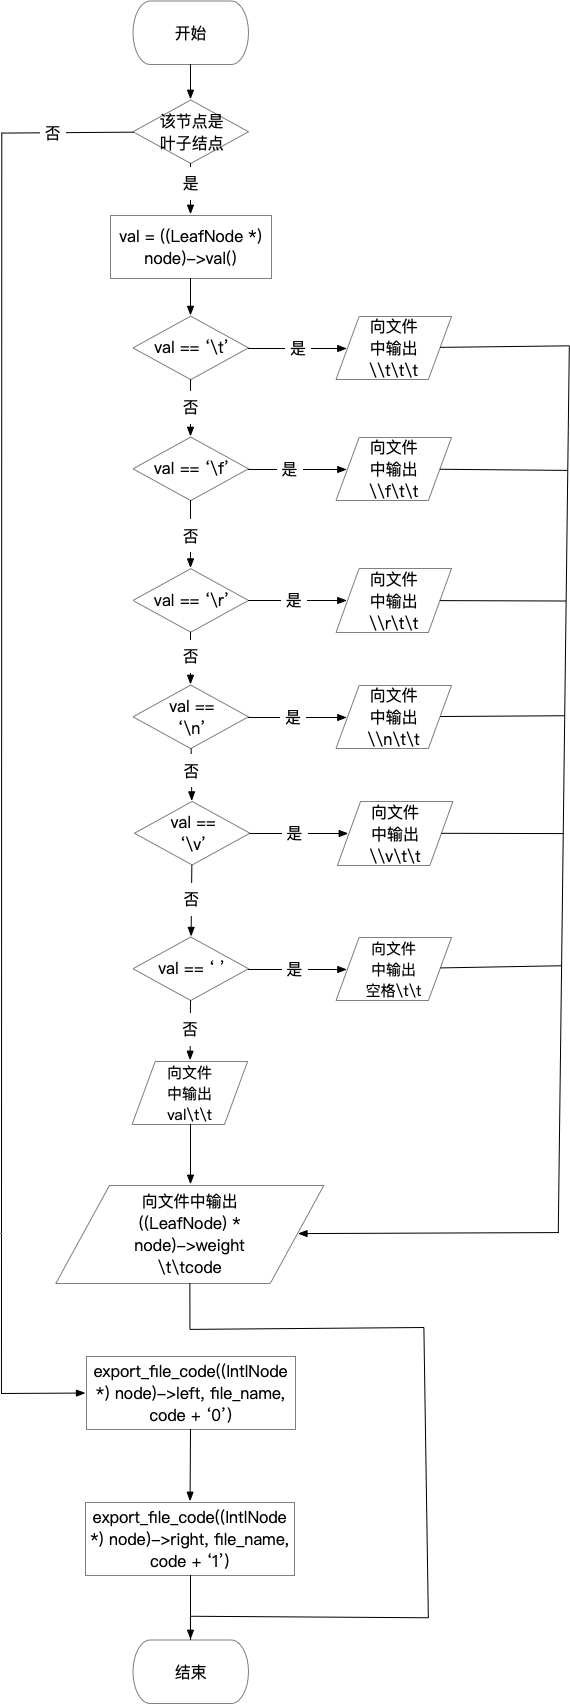 开始
该节点是
叶子结点
否
是
val = ((LeafNode *)
node)->val()
val == ‘\t’
是
向文件
中输出
\\t\t\t
否
val == ‘\f’
是
向文件
中输出
\\f\t\t
否
val == ‘\r’
是
向文件
中输出
\\r\t\t
否
val ==
‘\n’
是
向文件
中输出
\\n\t\t
否
val ==
‘\v’
是
向文件
中输出
\\v\t\t
否
val == ‘ ’
是
向文件
中输出
空格\t\t
否
向文件
中输出
val\t\t
向文件中输出
((LeafNode) *
node)->weight
\t\tcode
export_file_code((IntlNode
*) node)->left, file_name,
code + ‘0’)
export_file_code((IntlNode
*) node)->right, file_name,
code + ‘1’)
结束